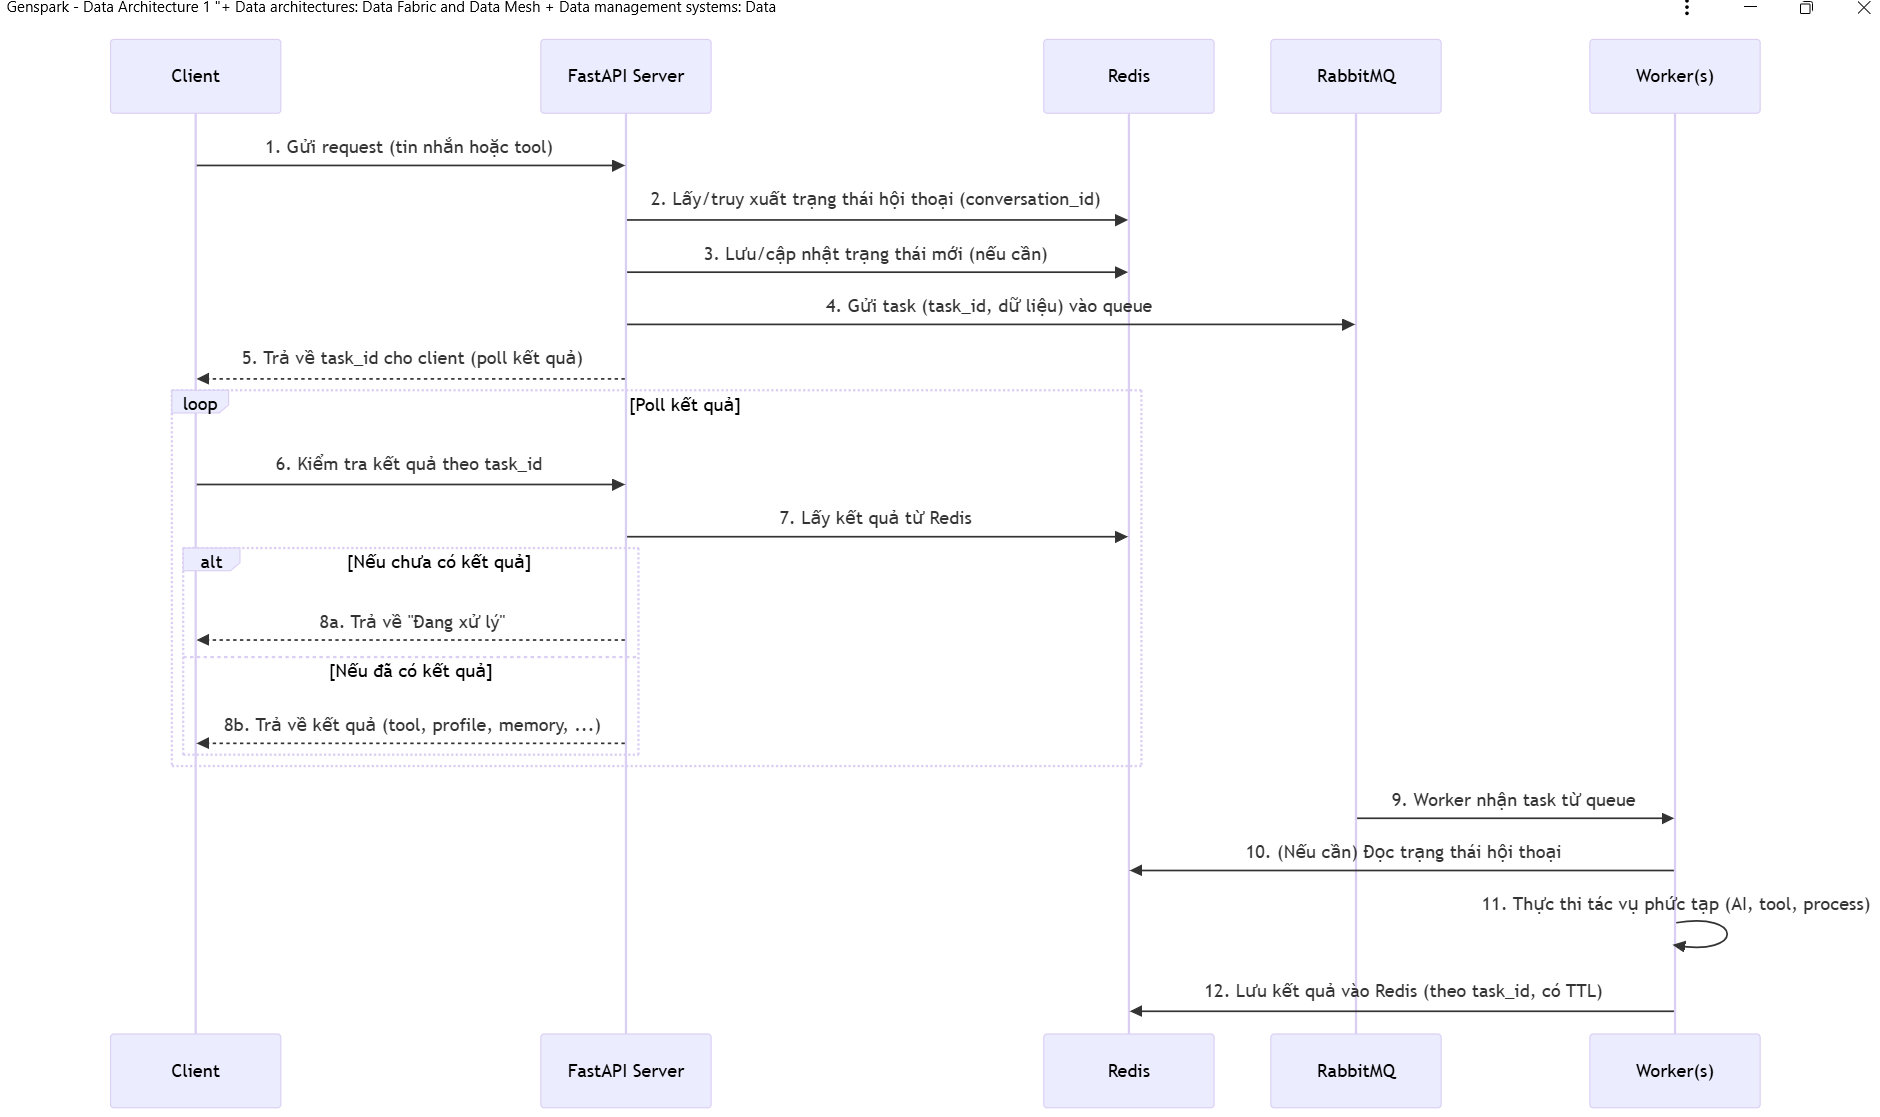 Genspark - Data Architecture 1 "+ Data architectures: Data Fabric and Data Mesh + Data management systems: Data
Client
FastAPI Server
Redis
RabbitMQ
Worker(s)
1. Gửi request (tin nhắn hoặc tool)
2. Lấy/truy xuất trạng thái hội thoại (conversation_id)
3. Lưu/cập nhật trạng thái mới (nếu cần)
4. Gửi task (task_id, dữ liệu) vào queue
5. Trả về task_id cho client (poll kết quả)
loop
[Poll kết quả]
6. Kiểm tra kết quả theo task_id
7. Lấy kết quả từ Redis
alt
[Nếu chưa có kết quả]
8a. Trả về "Đang xử lý"
[Nếu đã có kết quả]
8b. Trả về kết quả (tool, profile, memory, ...)
9. Worker nhận task từ queue
10. (Nếu cần) Đọc trạng thái hội thoại
11. Thực thi tác vụ phức tạp (AI, tool, process)
12. Lưu kết quả vào Redis (theo task_id, có TTL)
Client
FastAPI Server
Redis
RabbitMQ
Worker(s)